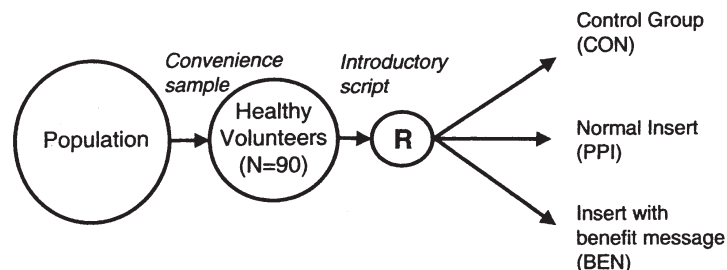 Population
Convenience
sample
Healthy
Volunteers
(N=90)
Introductory
script
R
Control Group
(CON)
Normal Insert
(PPI)
Insert with
benefit message
(BEN)